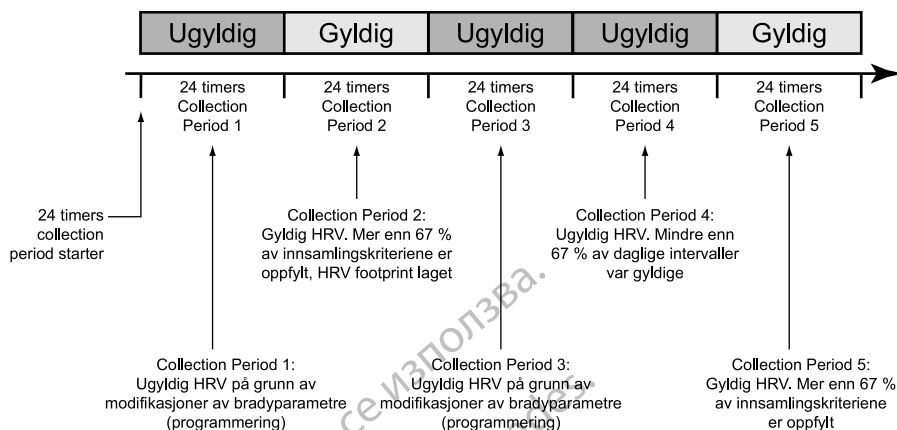 Ugyldig Gyldig Ugyldig Ugyldig Gyldig
24 timers
Collection
Period 1
24 timers
Collection
Period 2
24 timers
Collection
Period 3
24 timers
Collection
Period 4
24 timers
Collection
Period 5
24 timers
collection
period starter
Collection Period 2:
Gyldig HRV. Mer enn 67 %
av innsamlingskriteriene er
oppfylt, HRV footprint laget
Collection Period 4:
Ugyldig HRV. Mindre enn
67 % av daglige intervaller
var gyldige
Collection Period 1:
Ugyldig HRV på grunn av
modifikasjoner av bradyparametre
(programmering)
Collection Period 3:
Ugyldig HRV på grunn av
modifikasjoner av bradyparametre
(programmering)
Collection Period 5:
Gyldig HRV. Mer enn 67 %
av innsamlingskriteriene
er oppfylt
се използва.